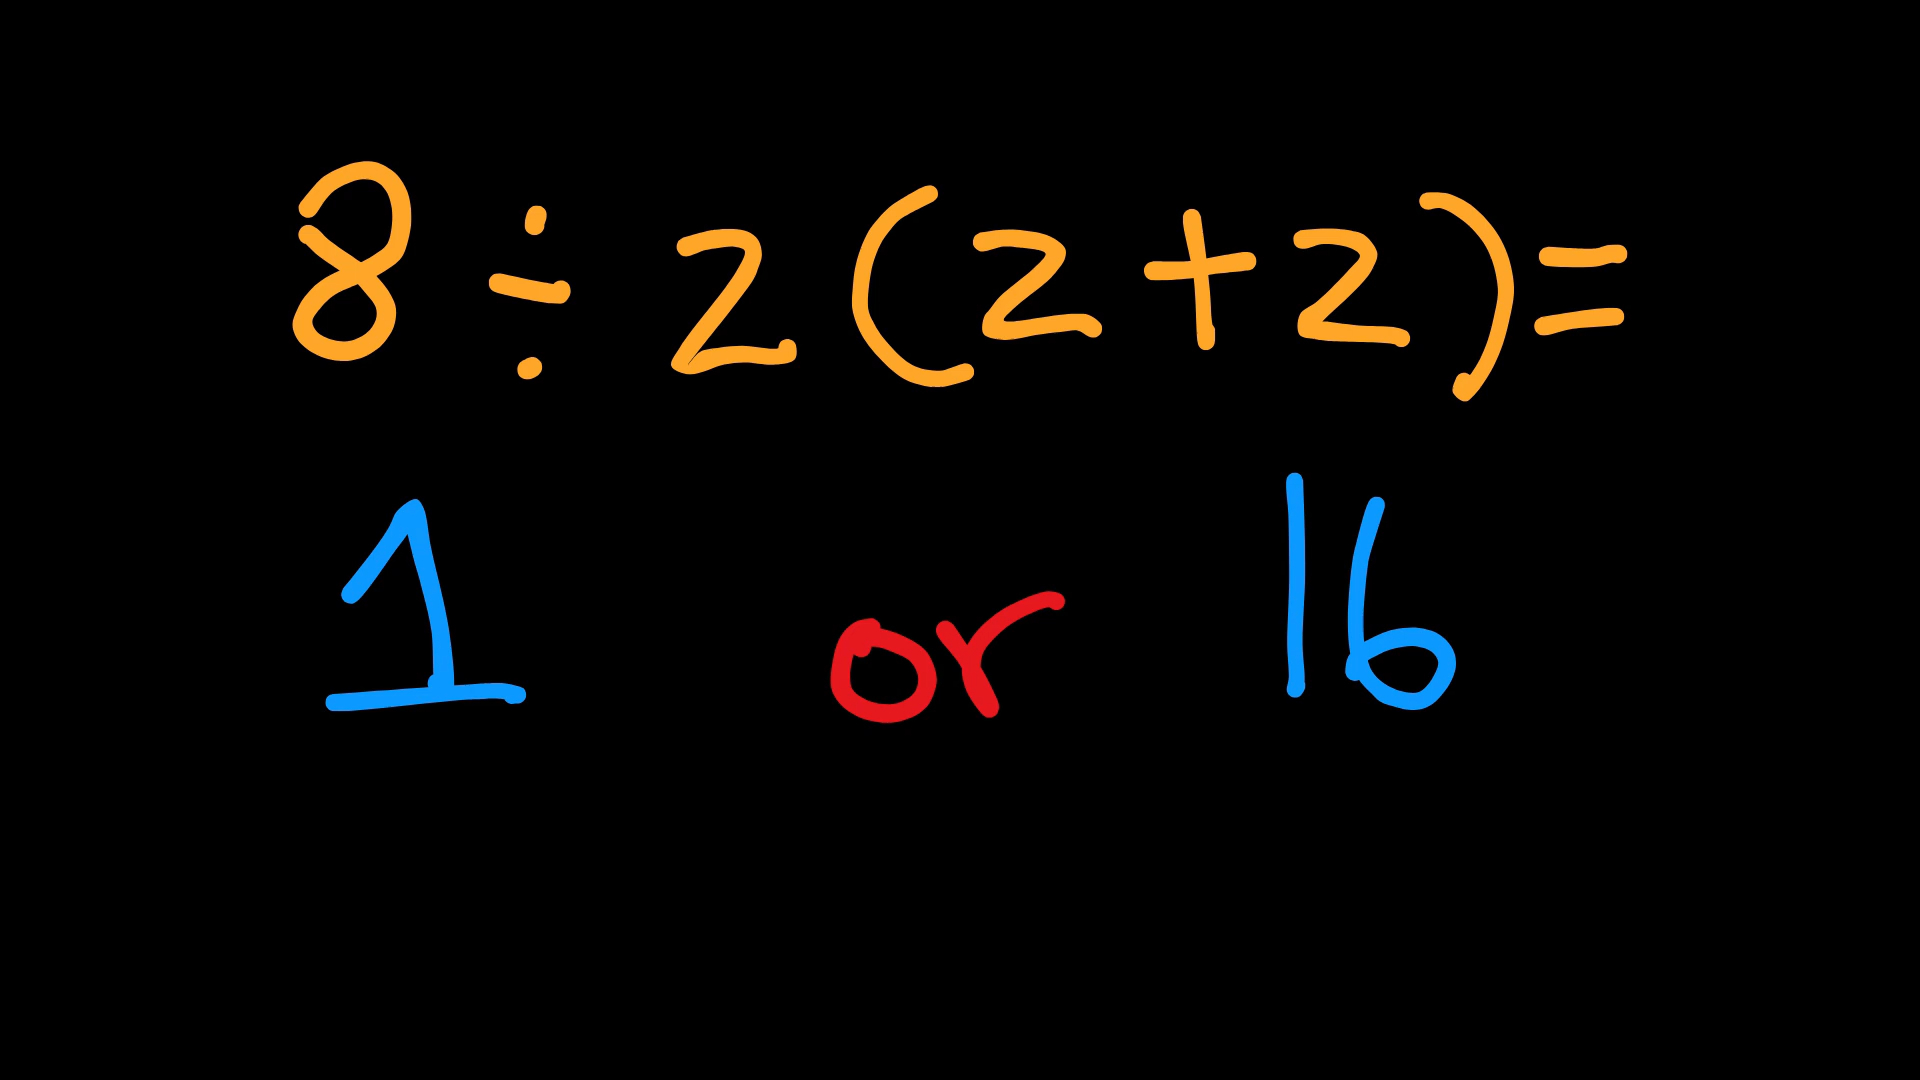 8 ÷ 2 (2 + 2) =
1 or 16